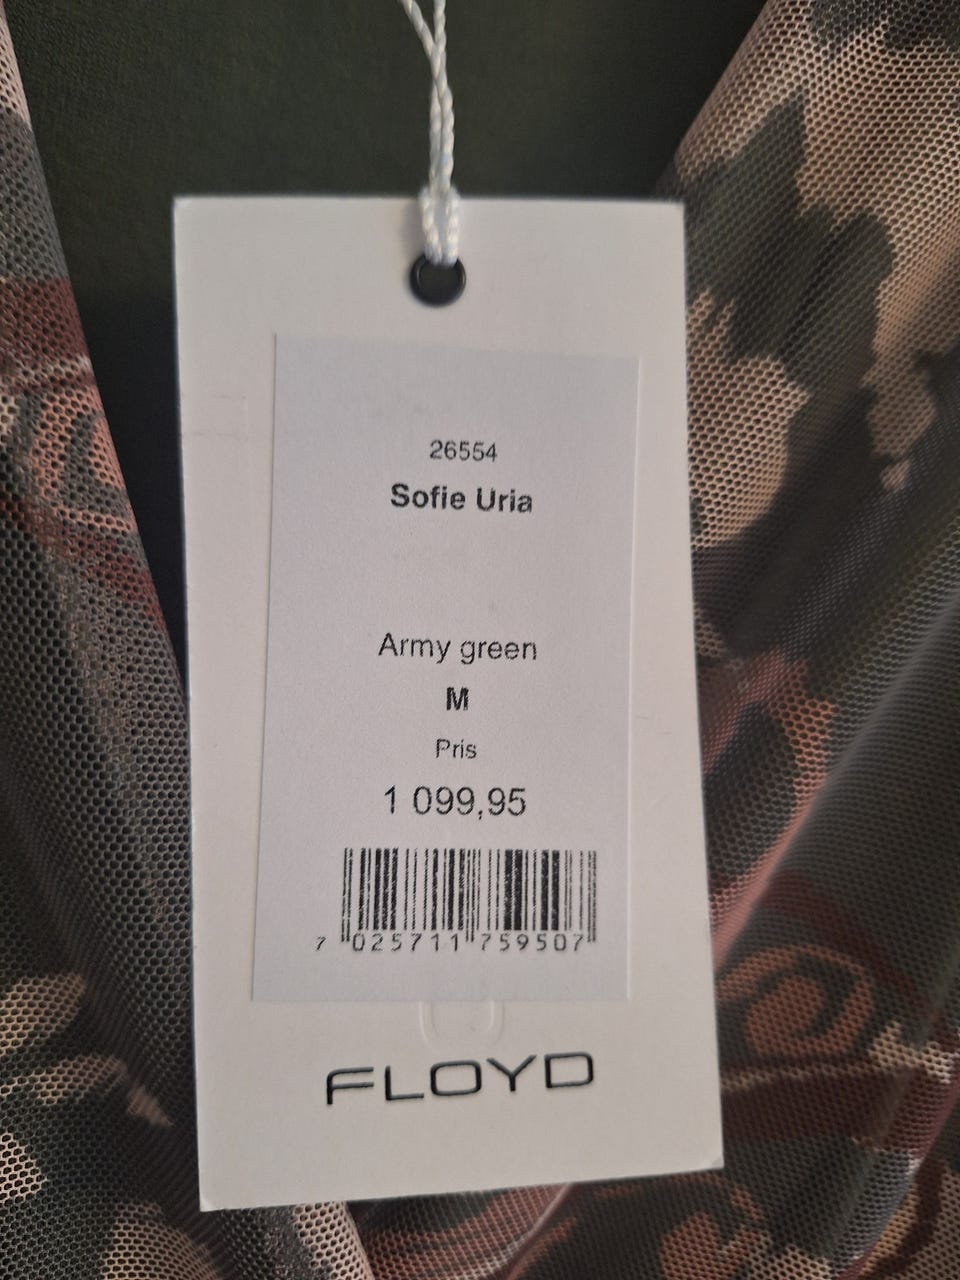 26554
Sofie Uria
Army green
M
Pris
1 099,95
7 025711 759507
FLOYD